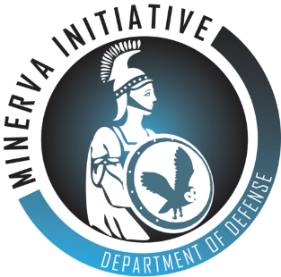 MINERVA INITIATIVE
DEPARTMENT OF DEFENSE